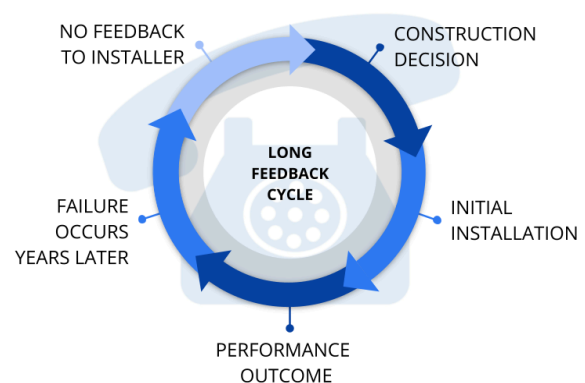 NO FEEDBACK
TO INSTALLER
CONSTRUCTION
DECISION
LONG
FEEDBACK
CYCLE
FAILURE
OCCURS
YEARS LATER
INITIAL
INSTALLATION
PERFORMANCE
OUTCOME